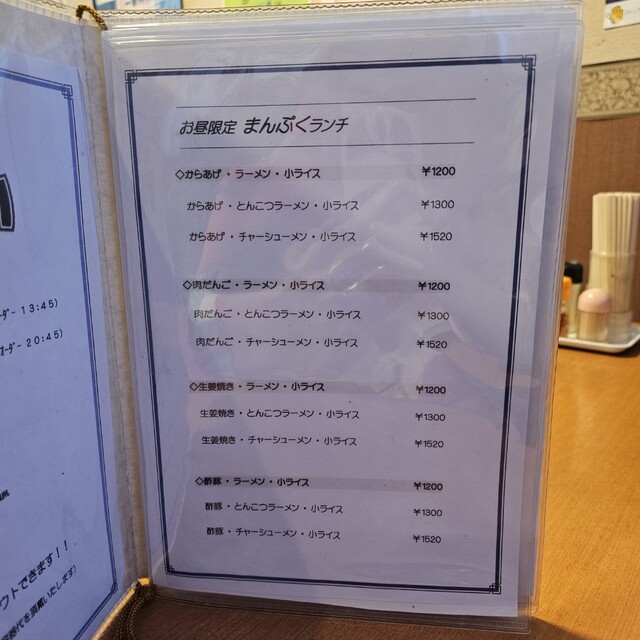 ｵｰﾀﾞｰ 13:45)
ｵｰﾀﾞｰ 20:45)
ウトできます！！
代を頂戴いたします)
お昼限定 まんぷくランチ
◇からあげ・ラーメン・小ライス ￥1200
からあげ・とんこつラーメン・小ライス ￥1300
からあげ・チャーシューメン・小ライス ￥1520
◇肉だんご・ラーメン・小ライス ￥1200
肉だんご・とんこつラーメン・小ライス ￥1300
肉だんご・チャーシューメン・小ライス ￥1520
◇生姜焼き・ラーメン・小ライス ￥1200
生姜焼き・とんこつラーメン・小ライス ￥1300
生姜焼き・チャーシューメン・小ライス ￥1520
◇酢豚・ラーメン・小ライス ￥1200
酢豚・とんこつラーメン・小ライス ￥1300
酢豚・チャーシューメン・小ライス ￥1520